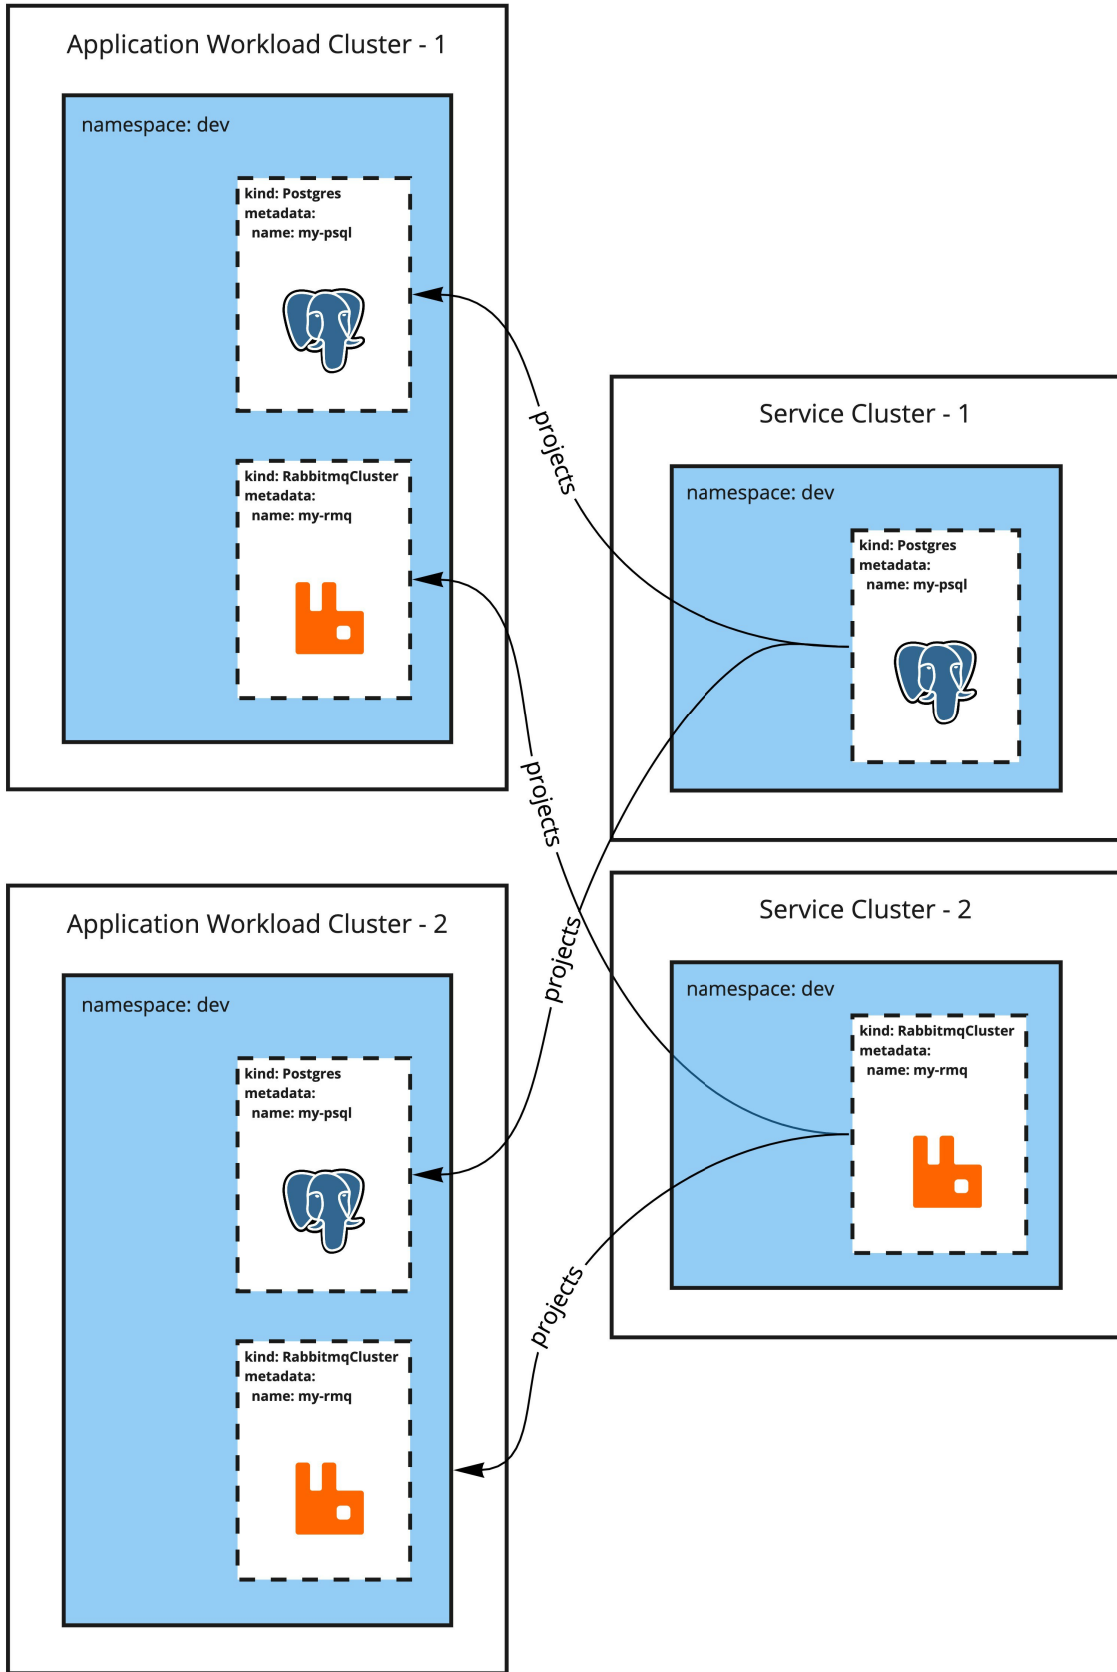 Application Workload Cluster - 1
namespace: dev
kind: Postgres
metadata:
name: my-psql
kind: RabbitmqCluster
metadata:
name: my-rmq
projects
projects
Service Cluster - 1
namespace: dev
kind: Postgres
metadata:
name: my-psql
Application Workload Cluster - 2
namespace: dev
kind: Postgres
metadata:
name: my-psql
kind: RabbitmqCluster
metadata:
name: my-rmq
projects
projects
Service Cluster - 2
namespace: dev
kind: RabbitmqCluster
metadata:
name: my-rmq